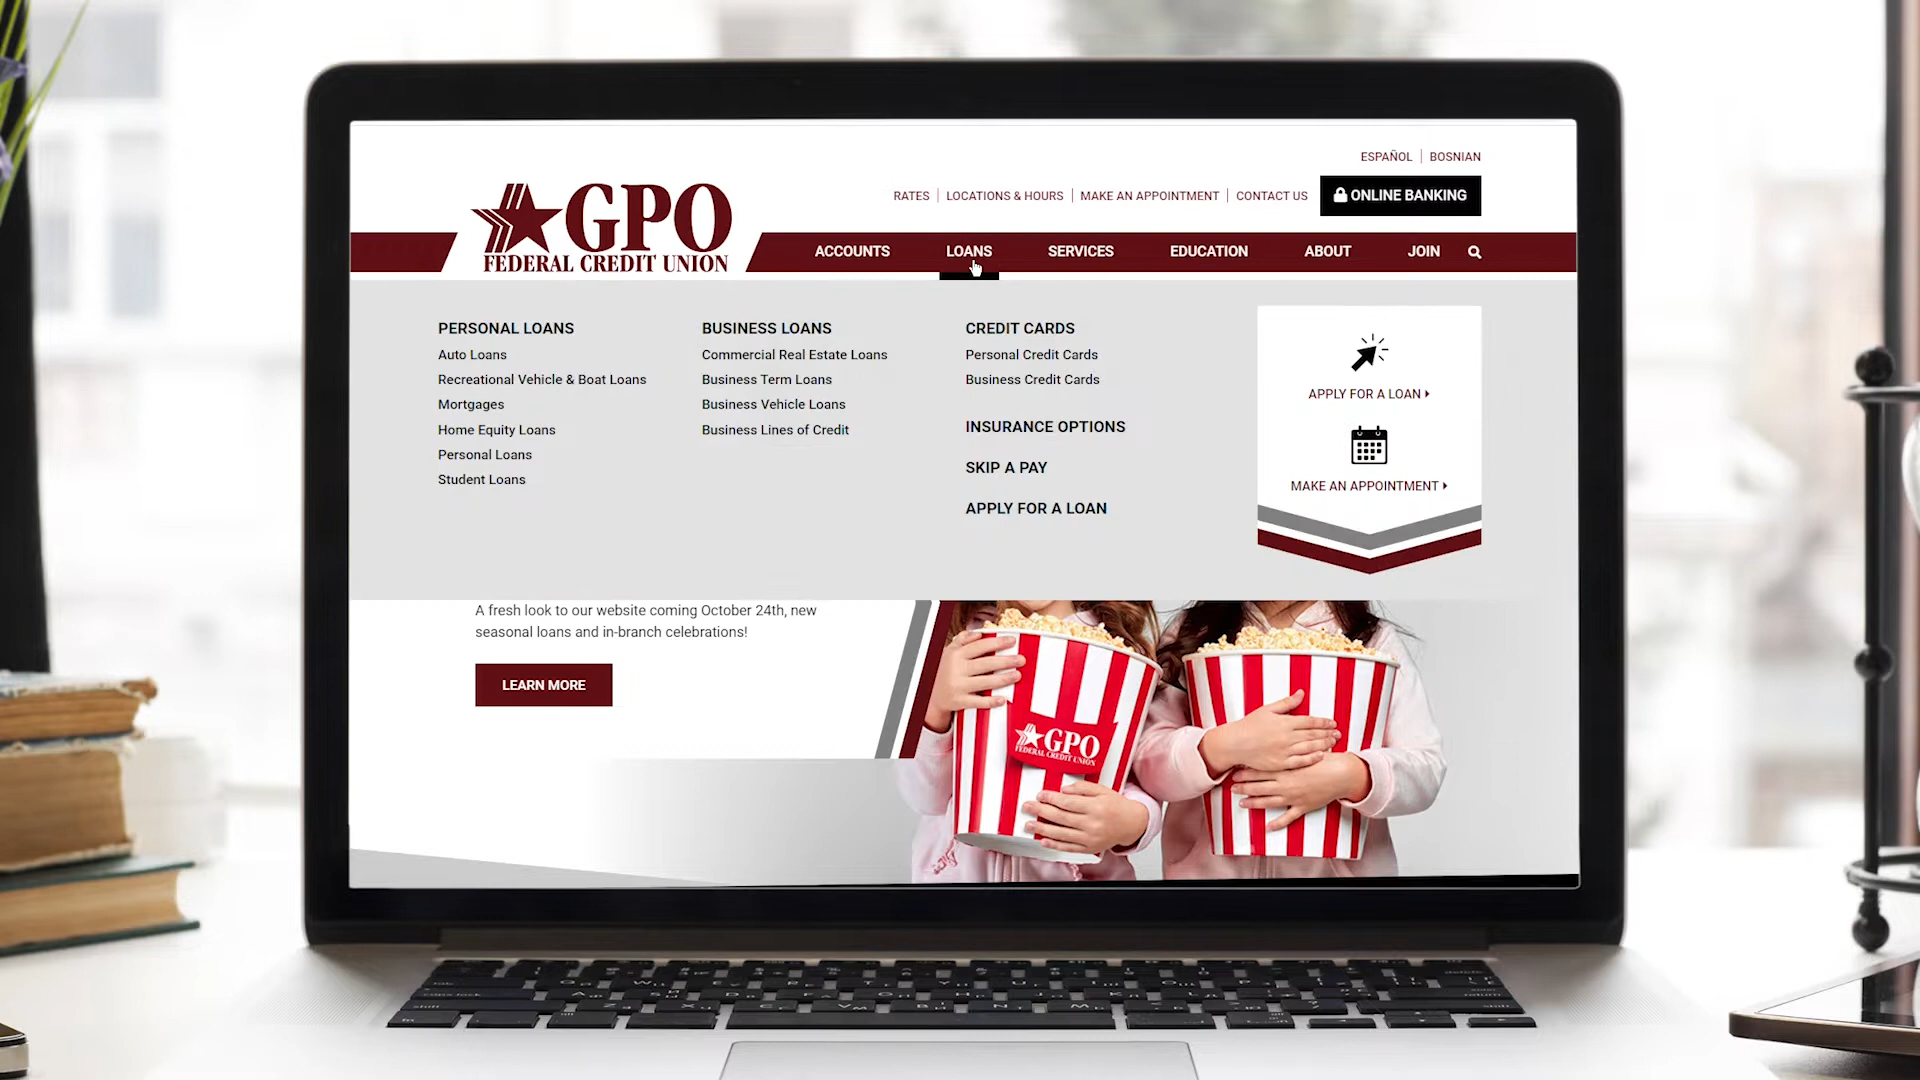 ESPAÑOL | BOSNIAN
RATES | LOCATIONS & HOURS | MAKE AN APPOINTMENT | CONTACT US
ONLINE BANKING
GPO
FEDERAL CREDIT UNION
ACCOUNTS
LOANS
SERVICES
EDUCATION
ABOUT
JOIN
PERSONAL LOANS
Auto Loans
Recreational Vehicle & Boat Loans
Mortgages
Home Equity Loans
Personal Loans
Student Loans
BUSINESS LOANS
Commercial Real Estate Loans
Business Term Loans
Business Vehicle Loans
Business Lines of Credit
CREDIT CARDS
Personal Credit Cards
Business Credit Cards
INSURANCE OPTIONS
SKIP A PAY
APPLY FOR A LOAN
APPLY FOR A LOAN
MAKE AN APPOINTMENT
A fresh look to our website coming October 24th, new
seasonal loans and in-branch celebrations!
LEARN MORE
GPO
FEDERAL CREDIT UNION